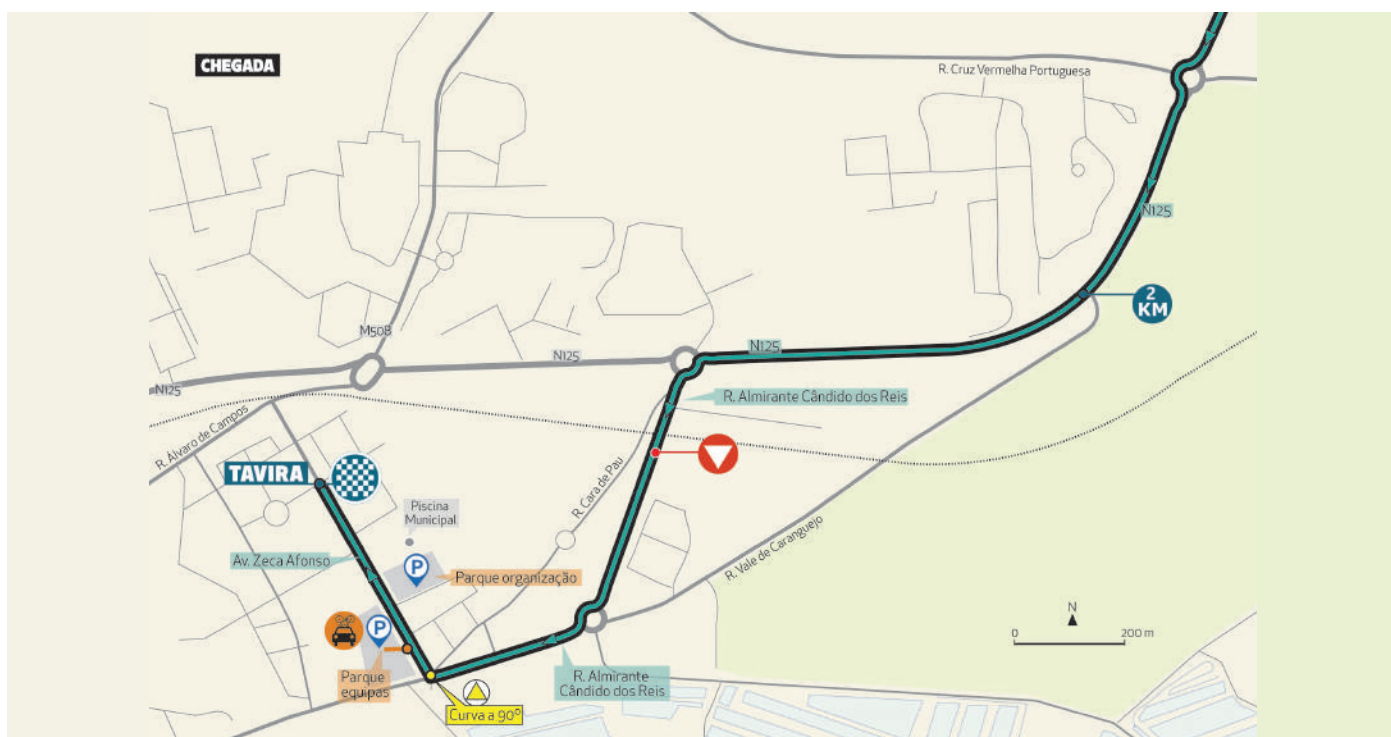 CHEGADA
R. Cruz Vermelha Portuguesa
N125
2
KM
M508
N125
N125
N125
R. Almirante Cândido dos Reis
R. Álvaro de Campos
TAVIRA
R. Cara de Pau
Piscina
Municipal
R. Vale de Caranguejo
Av. Zeca Afonso
P
Parque organização
N
0
200 m
P
Parque
equipas
R. Almirante
Cândido dos Reis
Curva a 90º